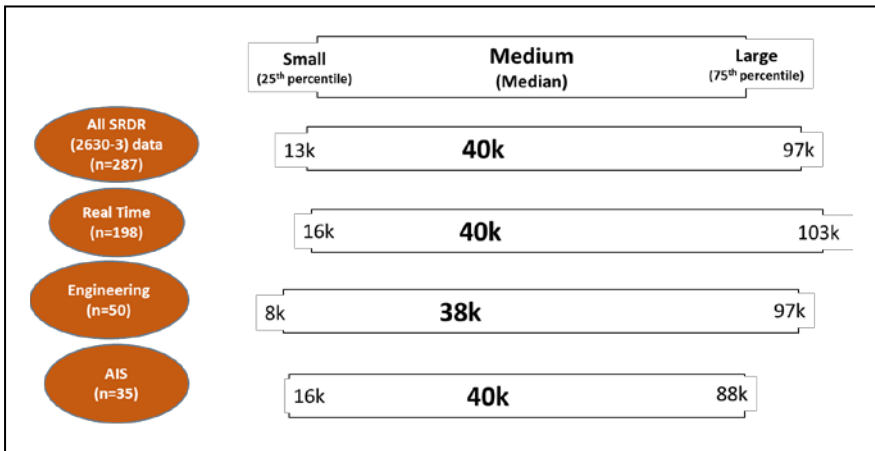 Small
(25th percentile)
Medium
(Median)
Large
(75th percentile)
All SRDR
(2630-3) data
(n=287)
13k
40k
97k
Real Time
(n=198)
16k
40k
103k
Engineering
(n=50)
8k
38k
97k
AIS
(n=35)
16k
40k
88k